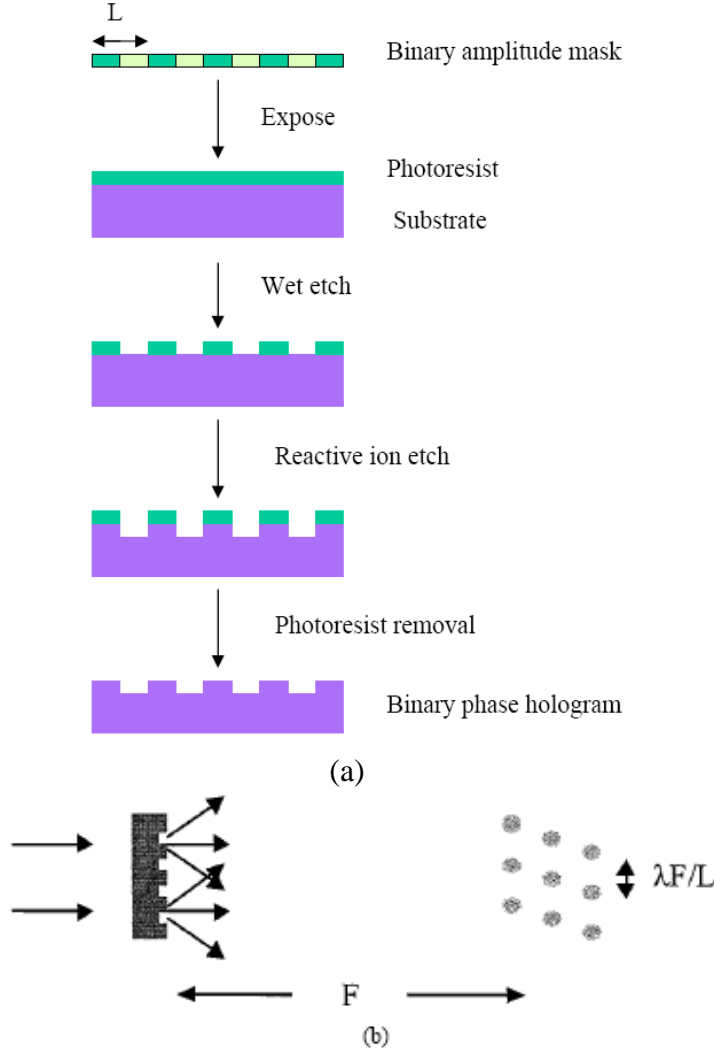 L
Binary amplitude mask
Expose
Photoresist
Substrate
Wet etch
Reactive ion etch
Photoresist removal
Binary phase hologram
(a)
λF/L
F
(b)